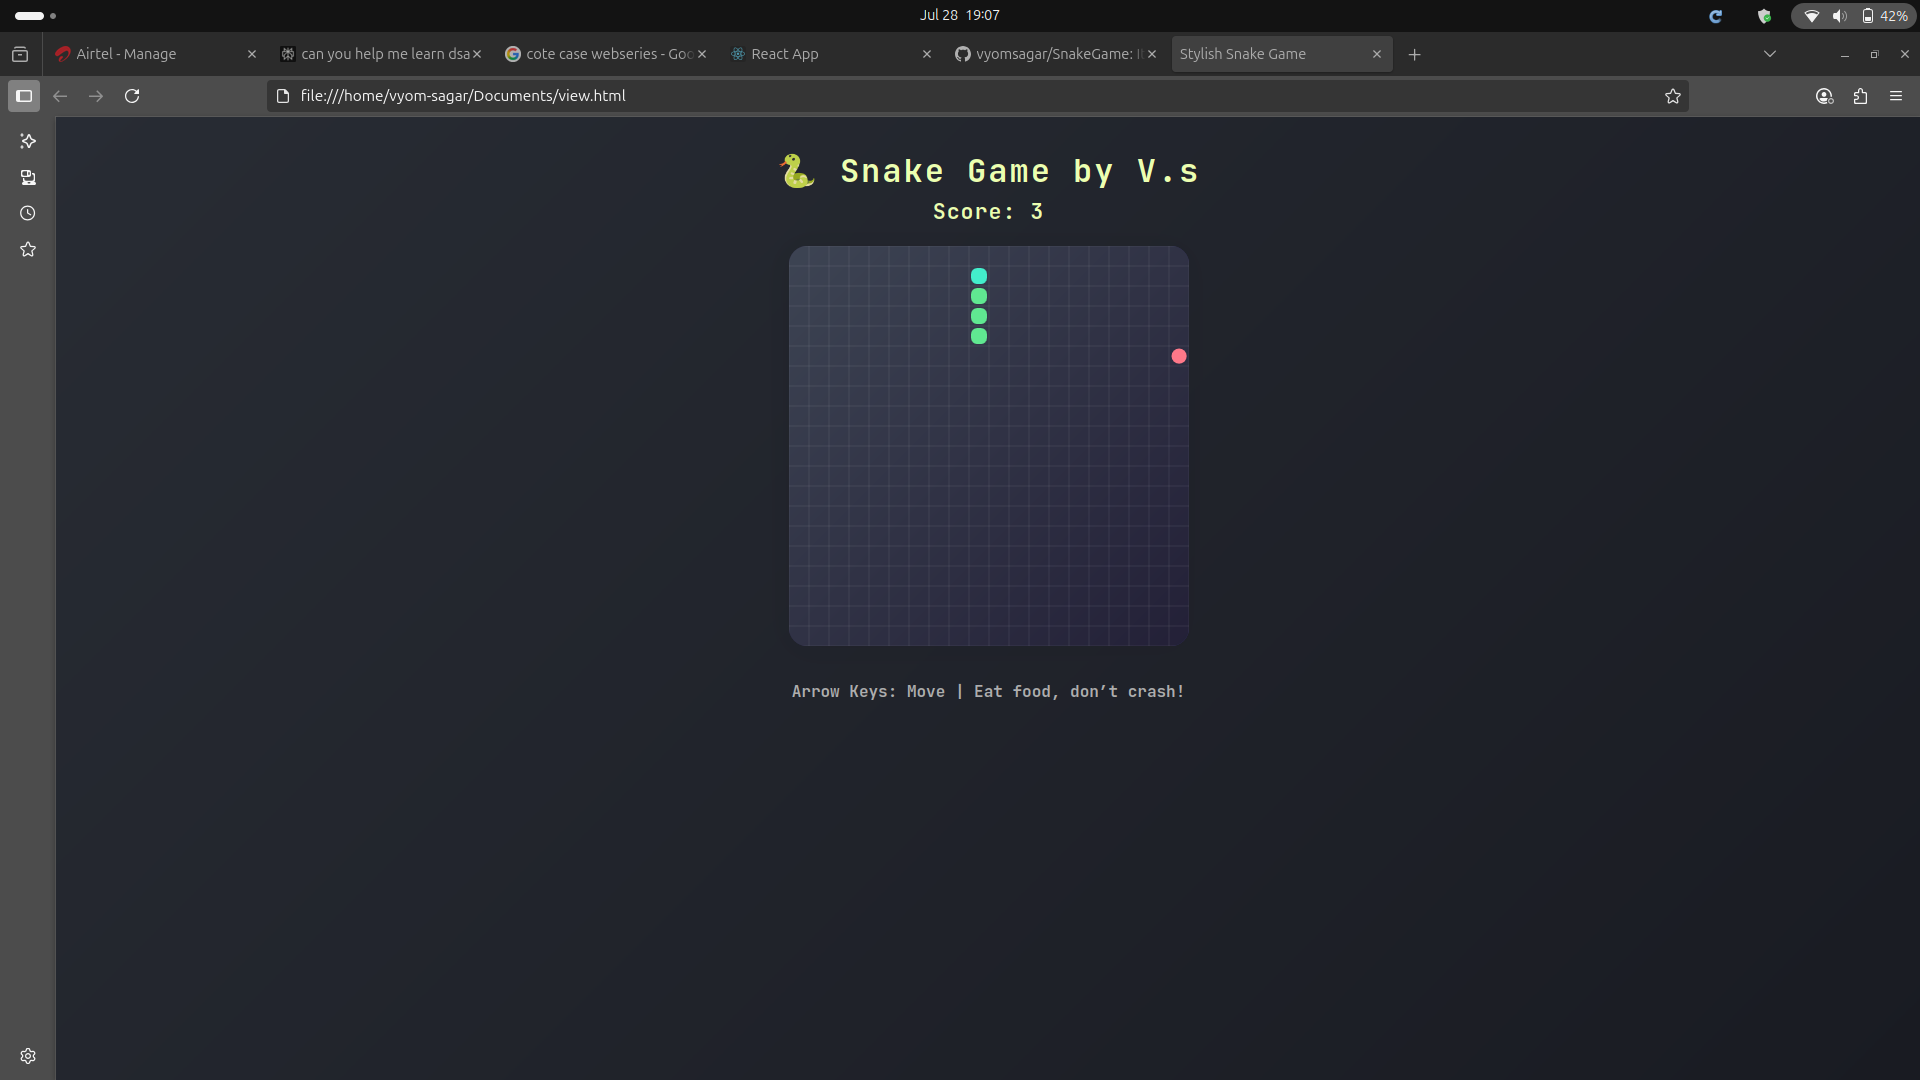 Jul 28 19:07
42%
Airtel - Manage
can you help me learn dsa
cote case webseries - Goo
React App
vyomsagar/SnakeGame: It
Stylish Snake Game
file:///home/vyom-sagar/Documents/view.html
Snake Game by V.s
Score: 3
Arrow Keys: Move | Eat food, don’t crash!